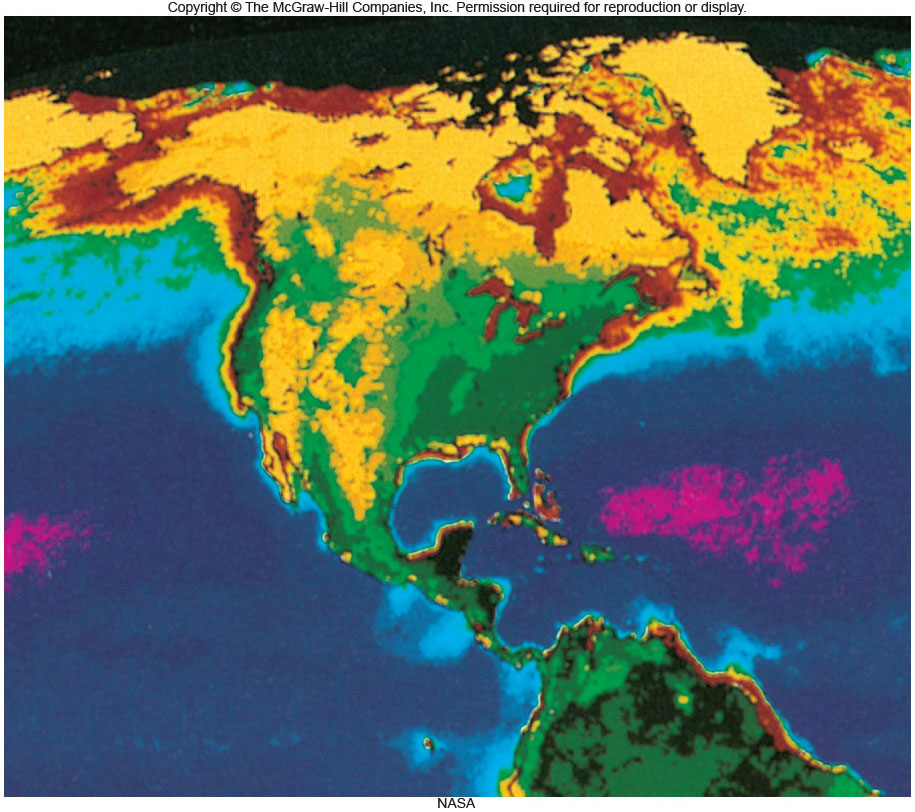 Copyright © The McGraw-Hill Companies, Inc. Permission required for reproduction or display.
NASA